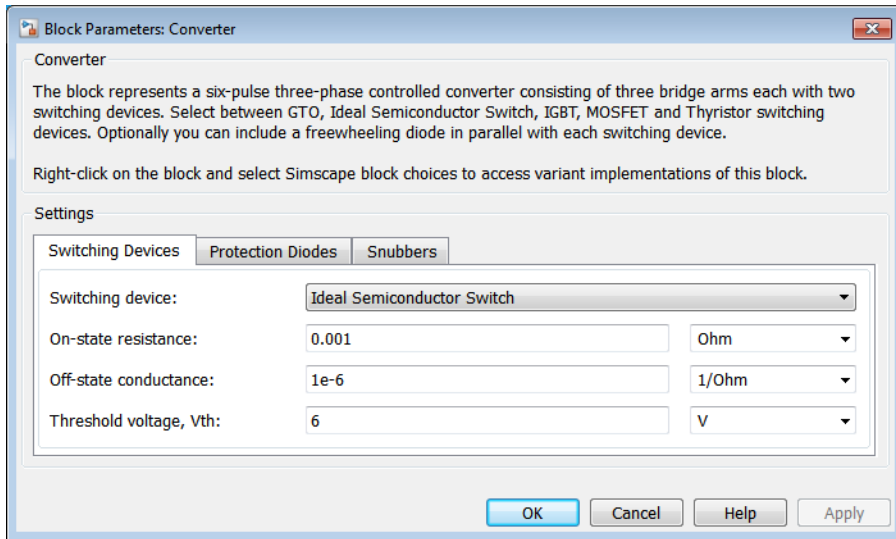 Block Parameters: Converter
Converter
The block represents a six-pulse three-phase controlled converter consisting of three bridge arms each with two
switching devices. Select between GTO, Ideal Semiconductor Switch, IGBT, MOSFET and Thyristor switching
devices. Optionally you can include a freewheeling diode in parallel with each switching device.
Right-click on the block and select Simscape block choices to access variant implementations of this block.
Settings
Switching Devices Protection Diodes Snubbers
Switching device: Ideal Semiconductor Switch
On-state resistance: 0.001 Ohm
Off-state conductance: 1e-6 1/Ohm
Threshold voltage, Vth: 6 V
OK Cancel Help Apply